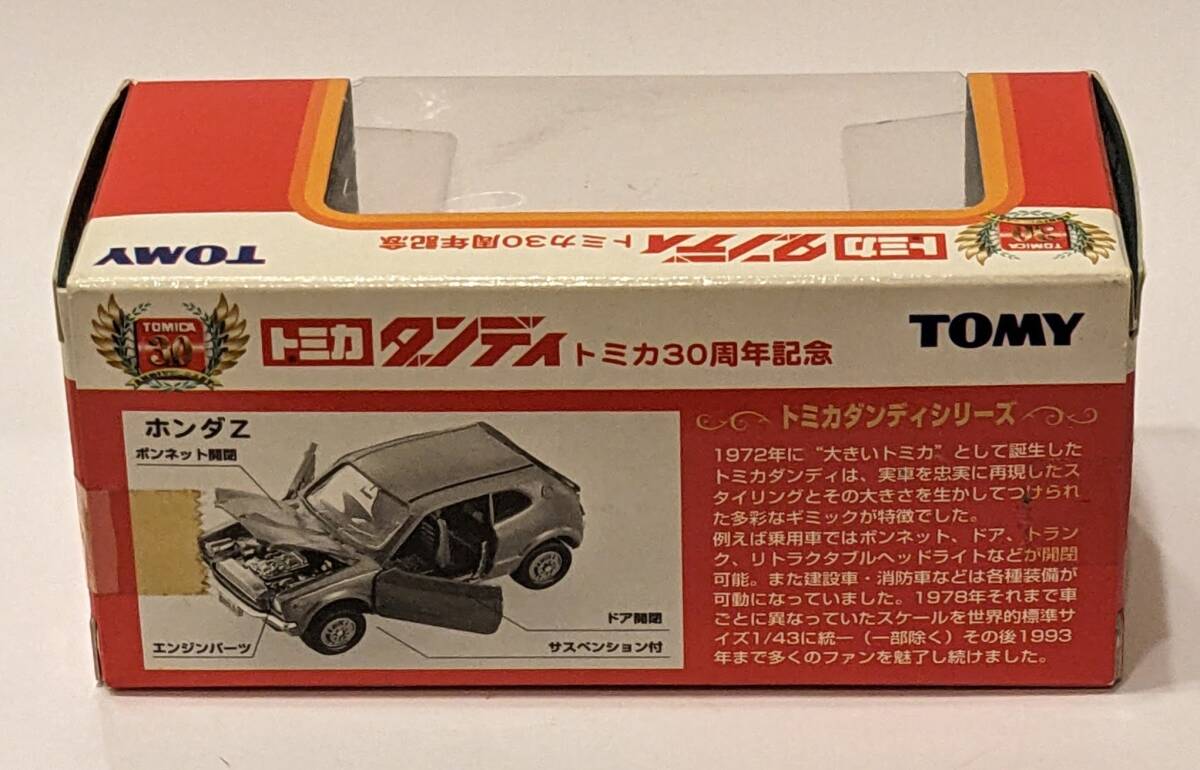 トミカ ダンディ トミカ30周年記念
TOMICA
30
TOMY
TOMICA
30
トミカ ダンディ トミカ30周年記念
TOMY
ホンダZ
ボンネット開閉
エンジンパーツ
ドア開閉
サスペンション付
トミカダンディシリーズ
1972年に“大きいトミカ”として誕生した
トミカダンディは、実車を忠実に再現したス
タイリングとその大きさを生かしてつけられ
た多彩なギミックが特徴でした。
例えば乗用車ではボンネット、ドア、トラン
ク、リトラクタブルヘッドライトなどが開閉
可能。また建設車・消防車などは各種装備が
可動になっていました。1978年それまで車
ごとに異なっていたスケールを世界的標準サ
イズ1/43に統一（一部除く）その後1993
年まで多くのファンを魅了し続けました。